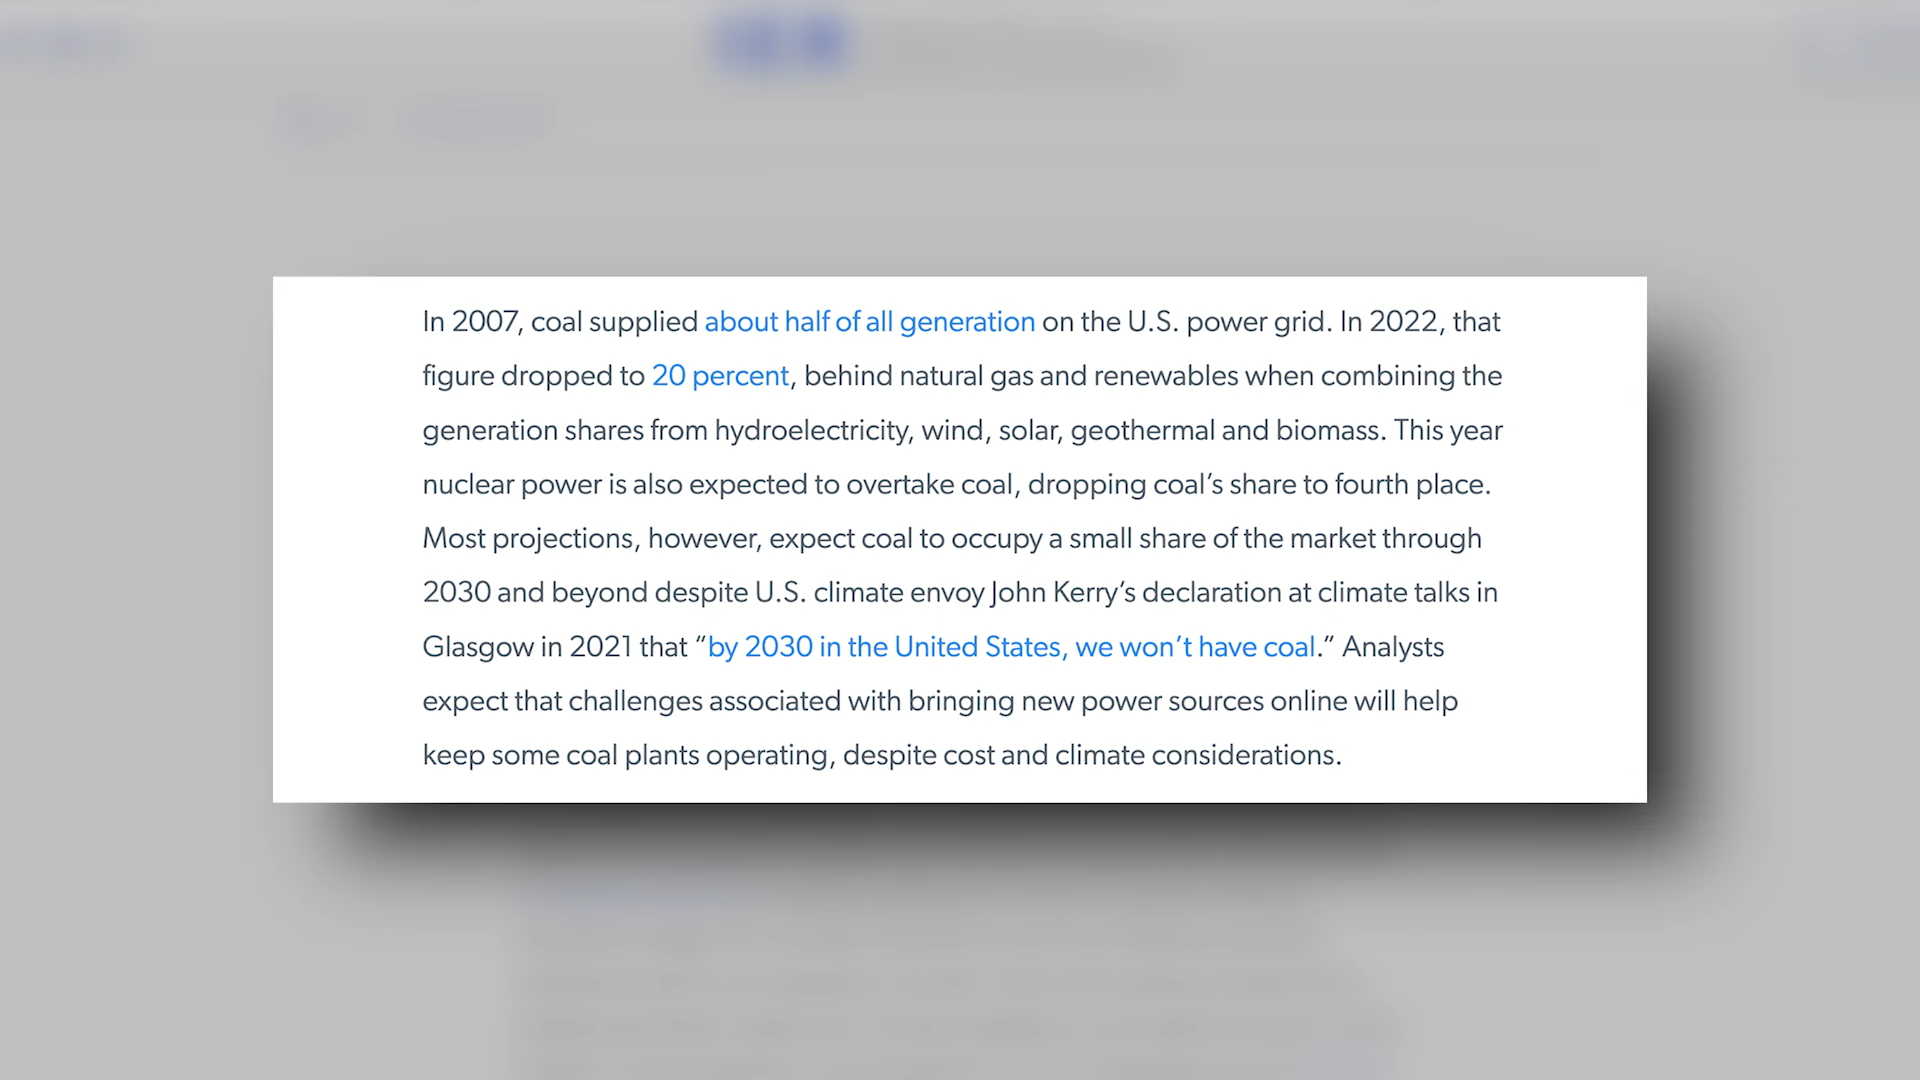 In 2007, coal supplied about half of all generation on the U.S. power grid. In 2022, that
figure dropped to 20 percent, behind natural gas and renewables when combining the
generation shares from hydroelectricity, wind, solar, geothermal and biomass. This year
nuclear power is also expected to overtake coal, dropping coal’s share to fourth place.
Most projections, however, expect coal to occupy a small share of the market through
2030 and beyond despite U.S. climate envoy John Kerry’s declaration at climate talks in
Glasgow in 2021 that “by 2030 in the United States, we won’t have coal.” Analysts
expect that challenges associated with bringing new power sources online will help
keep some coal plants operating, despite cost and climate considerations.